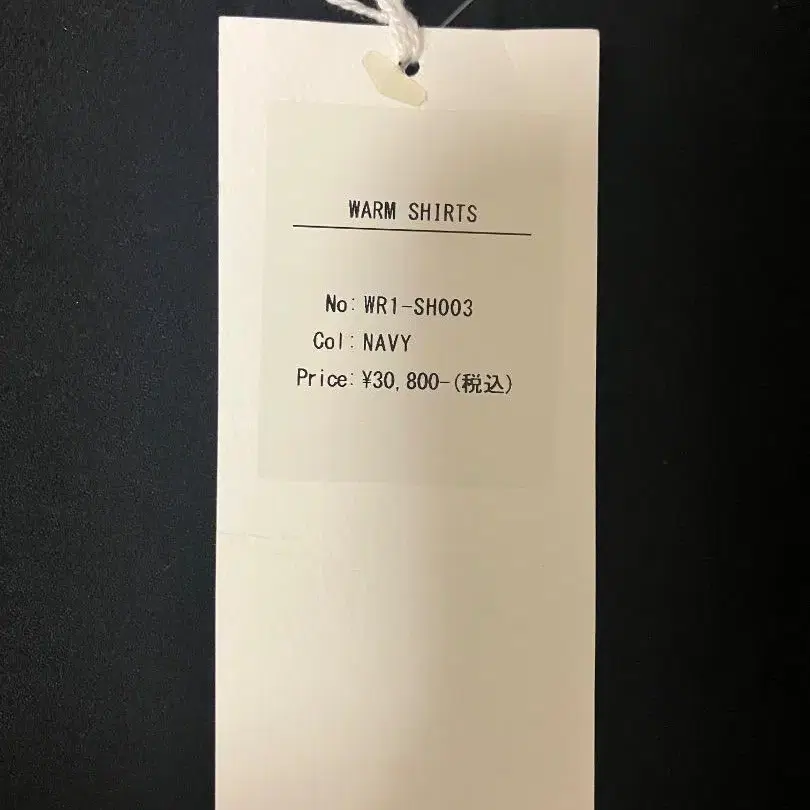 WARM SHIRTS
No: WR1-SH003
Col: NAVY
Price: ¥30,800-(税込)